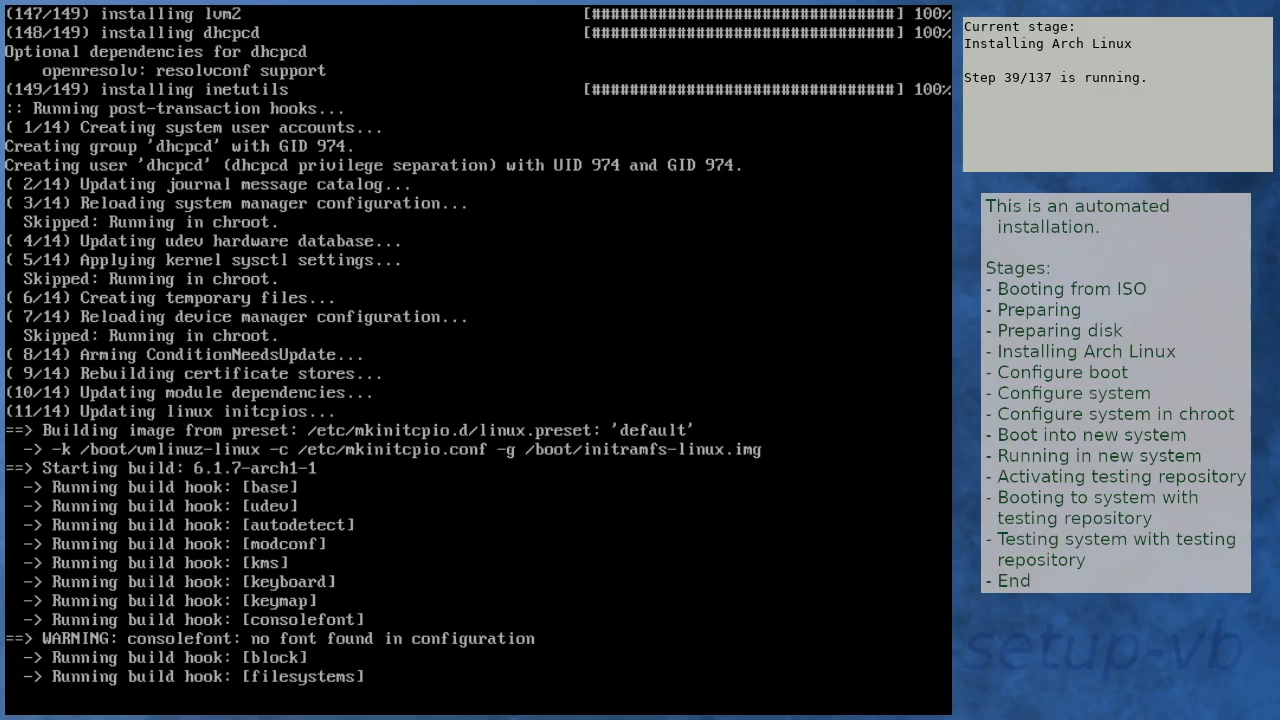 (147/149) installing lvm2 [################################] 100%
(148/149) installing dhcpcd [################################] 100%
Optional dependencies for dhcpcd
    openresolv: resolvconf support
(149/149) installing inetutils [################################] 100%
:: Running post-transaction hooks...
( 1/14) Creating system user accounts...
Creating group 'dhcpcd' with GID 974.
Creating user 'dhcpcd' (dhcpcd privilege separation) with UID 974 and GID 974.
( 2/14) Updating journal message catalog...
( 3/14) Reloading system manager configuration...
  Skipped: Running in chroot.
( 4/14) Updating udev hardware database...
( 5/14) Applying kernel sysctl settings...
  Skipped: Running in chroot.
( 6/14) Creating temporary files...
( 7/14) Reloading device manager configuration...
  Skipped: Running in chroot.
( 8/14) Arming ConditionNeedsUpdate...
( 9/14) Rebuilding certificate stores...
(10/14) Updating module dependencies...
(11/14) Updating linux initcpios...
==> Building image from preset: /etc/mkinitcpio.d/linux.preset: 'default'
  -> -k /boot/vmlinuz-linux -c /etc/mkinitcpio.conf -g /boot/initramfs-linux.img
==> Starting build: 6.1.7-arch1-1
  -> Running build hook: [base]
  -> Running build hook: [udev]
  -> Running build hook: [autodetect]
  -> Running build hook: [modconf]
  -> Running build hook: [kms]
  -> Running build hook: [keyboard]
  -> Running build hook: [keymap]
  -> Running build hook: [consolefont]
==> WARNING: consolefont: no font found in configuration
  -> Running build hook: [block]
  -> Running build hook: [filesystems]
Current stage:
Installing Arch Linux
Step 39/137 is running.
This is an automated
installation.
Stages:
- Booting from ISO
- Preparing
- Preparing disk
- Installing Arch Linux
- Configure boot
- Configure system
- Configure system in chroot
- Boot into new system
- Running in new system
- Activating testing repository
- Booting to system with
testing repository
- Testing system with testing
repository
- End
-setup-vb